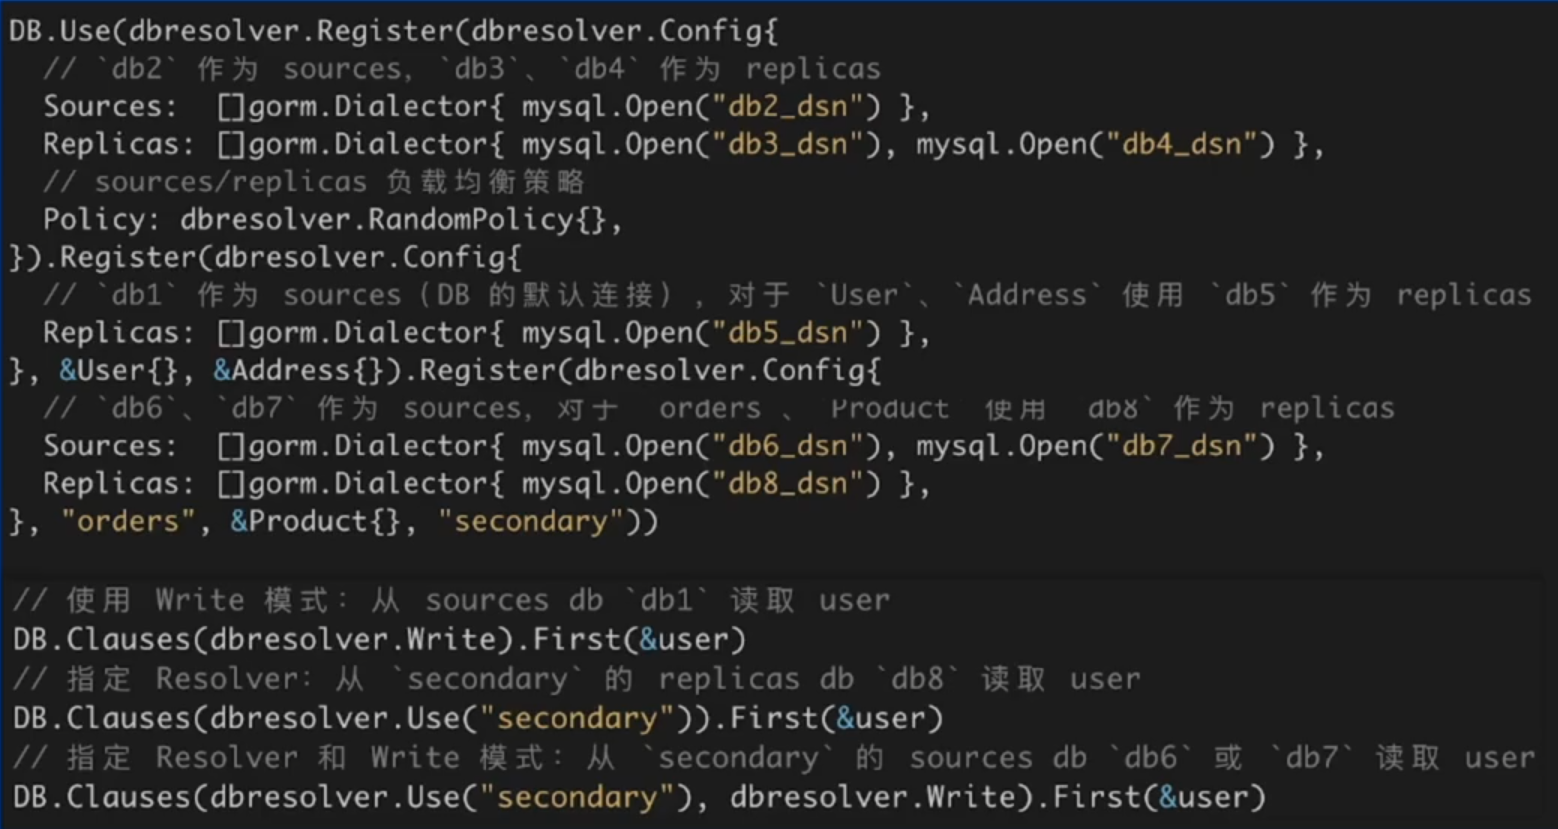 DB.Use(dbresolver.Register(dbresolver.Config{
  // `db2` 作为 sources, `db3`、`db4` 作为 replicas
  Sources:  []gorm.Dialector{ mysql.Open("db2_dsn") },
  Replicas: []gorm.Dialector{ mysql.Open("db3_dsn"), mysql.Open("db4_dsn") },
  // sources/replicas 负载均衡策略
  Policy: dbresolver.RandomPolicy{},
}).Register(dbresolver.Config{
  // `db1` 作为 sources（DB 的默认连接）, 对于 `User`、`Address` 使用 `db5` 作为 replicas
  Replicas: []gorm.Dialector{ mysql.Open("db5_dsn") },
}, &User{}, &Address{}).Register(dbresolver.Config{
  // `db6`、`db7` 作为 sources, 对于 orders 、 Product 使用 db8` 作为 replicas
  Sources:  []gorm.Dialector{ mysql.Open("db6_dsn"), mysql.Open("db7_dsn") },
  Replicas: []gorm.Dialector{ mysql.Open("db8_dsn") },
}, "orders", &Product{}, "secondary"))
// 使用 Write 模式：从 sources db `db1` 读取 user
DB.Clauses(dbresolver.Write).First(&user)
// 指定 Resolver：从 `secondary` 的 replicas db `db8` 读取 user
DB.Clauses(dbresolver.Use("secondary")).First(&user)
// 指定 Resolver 和 Write 模式：从 `secondary` 的 sources db `db6` 或 `db7` 读取 user
DB.Clauses(dbresolver.Use("secondary"), dbresolver.Write).First(&user)